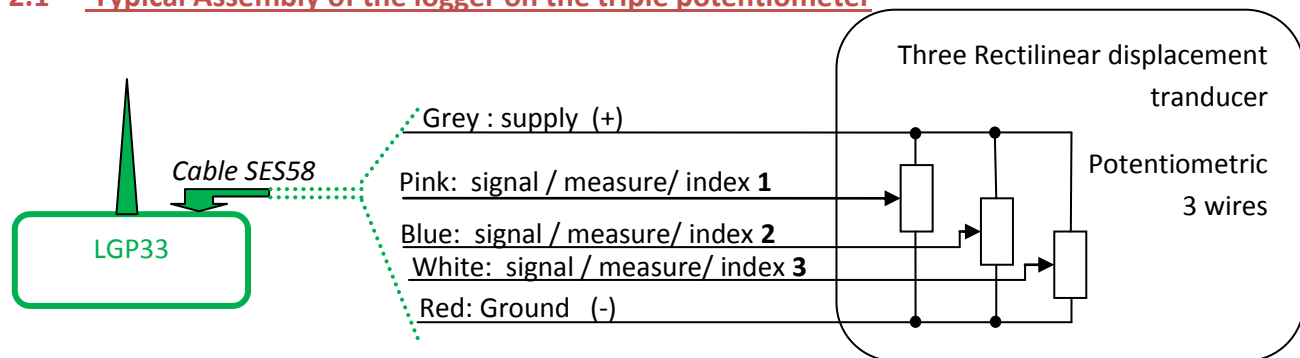 2.1 Typical Assembly of the logger on the triple potentiometer
Three Rectilinear displacement
tranducer
Grey : supply (+)
Cable SES58
Potentiometric
3 wires
Pink: signal / measure/ index 1
LGP33
Blue: signal / measure/ index 2
White: signal / measure/ index 3
Red: Ground (-)